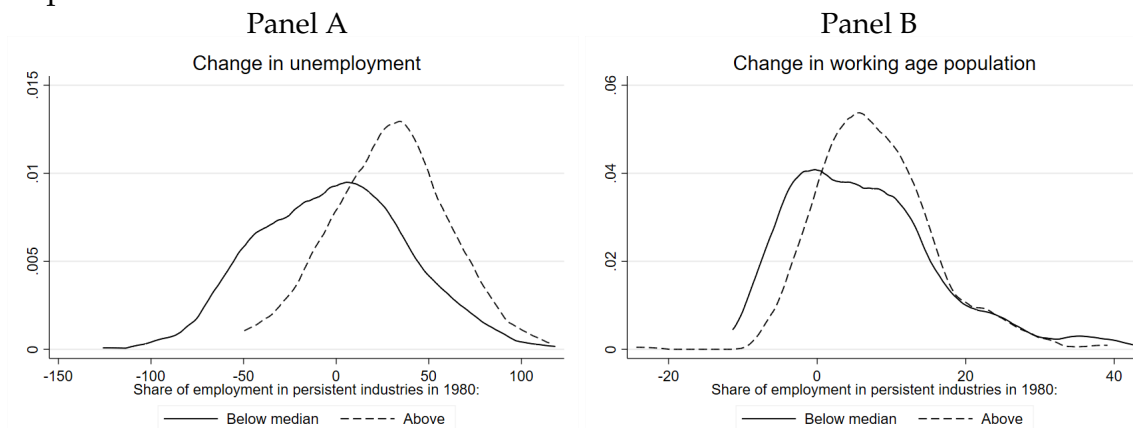 Panel A
Change in unemployment
.015
.01
.005
0
-150 -100 -50 0 50 100
Share of employment in persistent industries in 1980:
Below median Above
Panel B
Change in working age population
.06
.04
.02
0
-20 0 20 40
Share of employment in persistent industries in 1980:
Below median Above